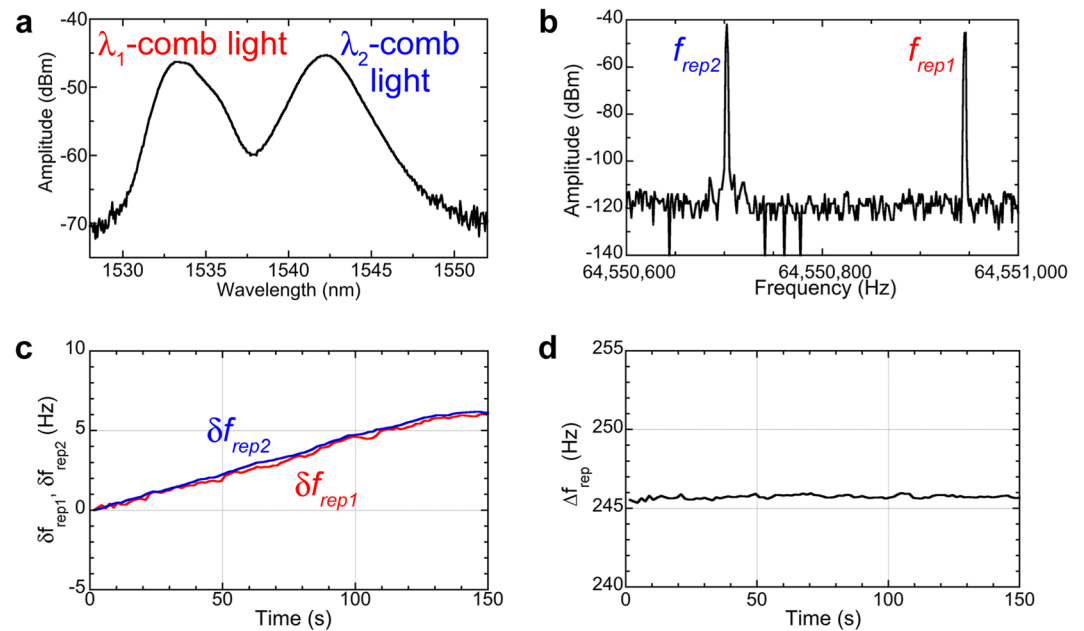 a
λ1-comb light
λ2-comb
light
Amplitude (dBm)
-40
-50
-60
-70
1530
1535
1540
1545
1550
Wavelength (nm)
b
frep2
frep1
Amplitude (dBm)
-40
-60
-80
-100
-120
-140
64,550,600
64,550,800
64,551,000
Frequency (Hz)
c
δfrep2
δfrep1
δfrep1, δfrep2 (Hz)
10
5
0
-5
0
50
100
150
Time (s)
d
Δfrep (Hz)
255
250
245
240
0
50
100
150
Time (s)